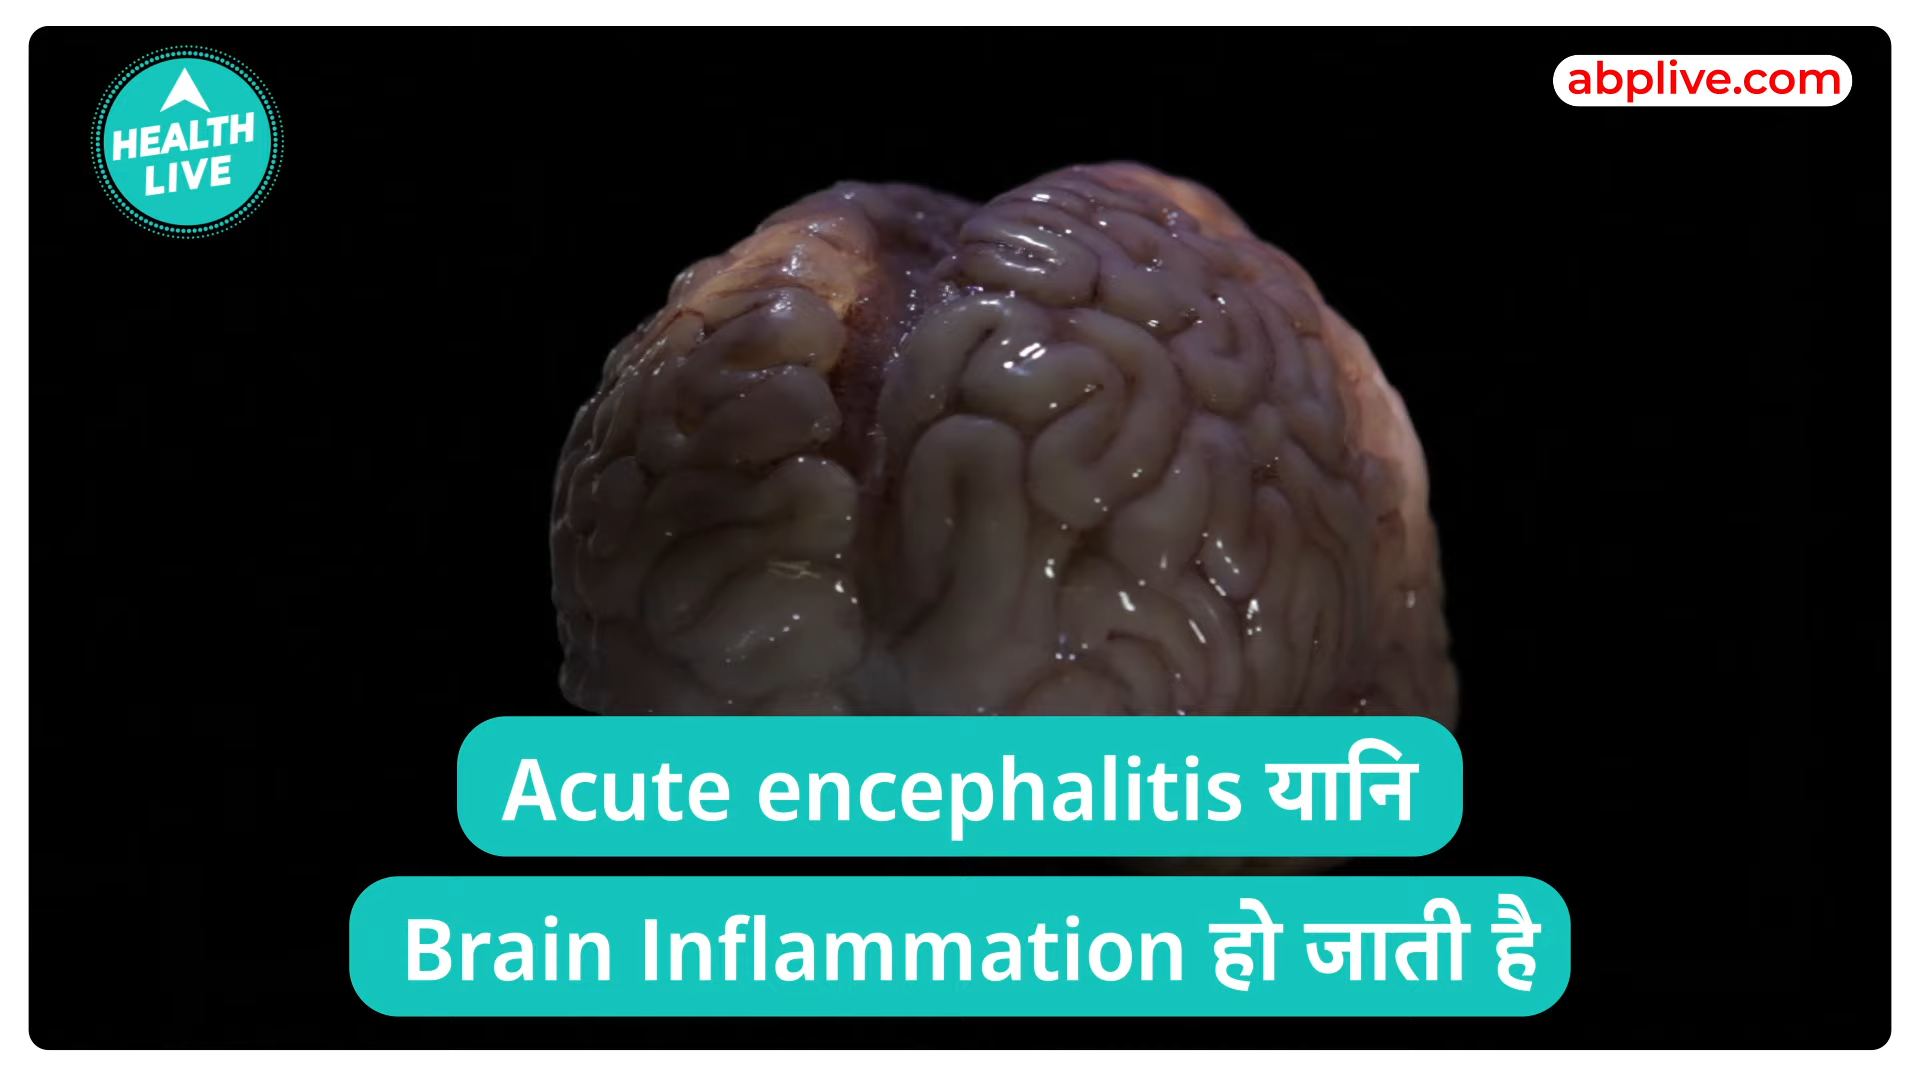 HEALTH
LIVE
abplive.com
Acute encephalitis यानि
Brain Inflammation हो जाती है